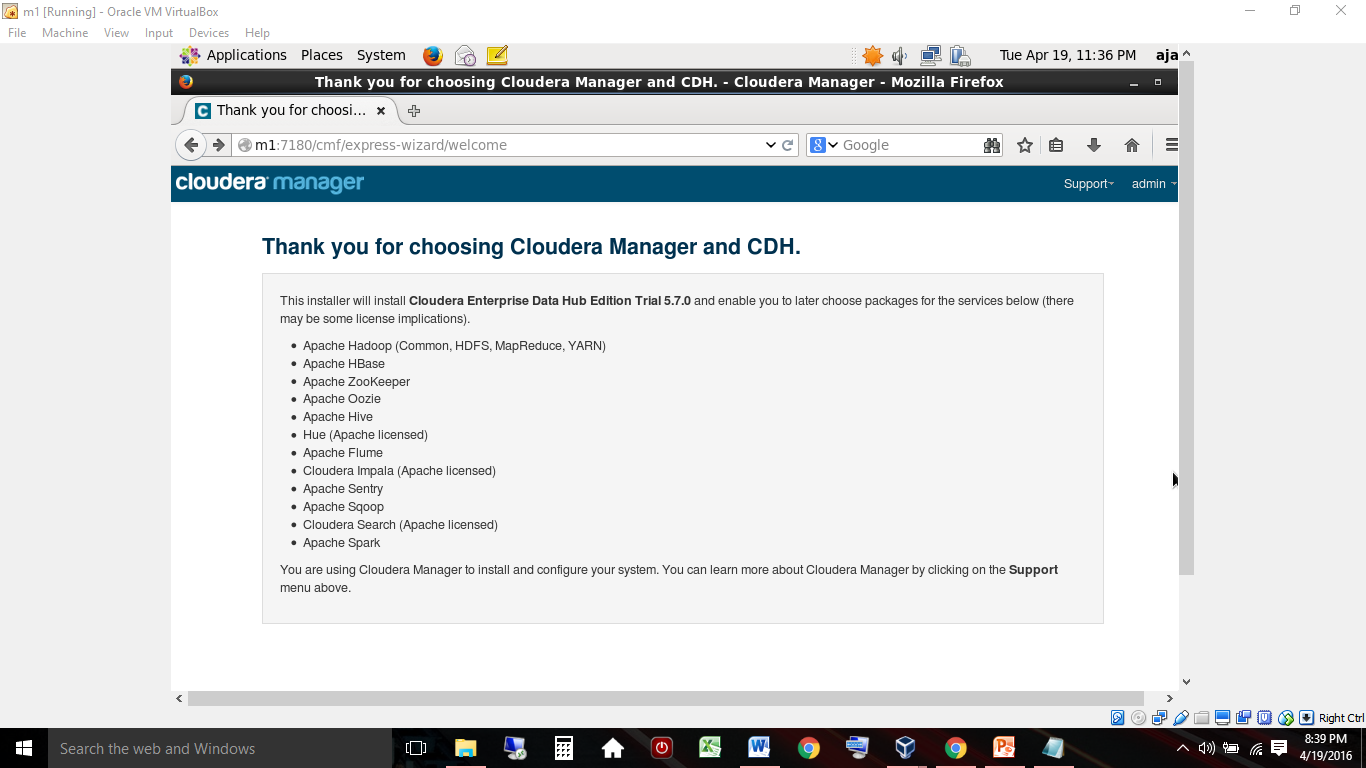 m1 [Running] - Oracle VM VirtualBox
File Machine View Input Devices Help
Applications Places System
Tue Apr 19, 11:36 PM aja
Thank you for choosing Cloudera Manager and CDH. - Cloudera Manager - Mozilla Firefox
Thank you for choosi...
m1:7180/cmf/express-wizard/welcome
Google
cloudera manager
Support admin
Thank you for choosing Cloudera Manager and CDH.
This installer will install Cloudera Enterprise Data Hub Edition Trial 5.7.0 and enable you to later choose packages for the services below (there
may be some license implications).
• Apache Hadoop (Common, HDFS, MapReduce, YARN)
• Apache HBase
• Apache ZooKeeper
• Apache Oozie
• Apache Hive
• Hue (Apache licensed)
• Apache Flume
• Cloudera Impala (Apache licensed)
• Apache Sentry
• Apache Sqoop
• Cloudera Search (Apache licensed)
• Apache Spark
You are using Cloudera Manager to install and configure your system. You can learn more about Cloudera Manager by clicking on the Support
menu above.
Right Ctrl
Search the web and Windows
8:39 PM
4/19/2016